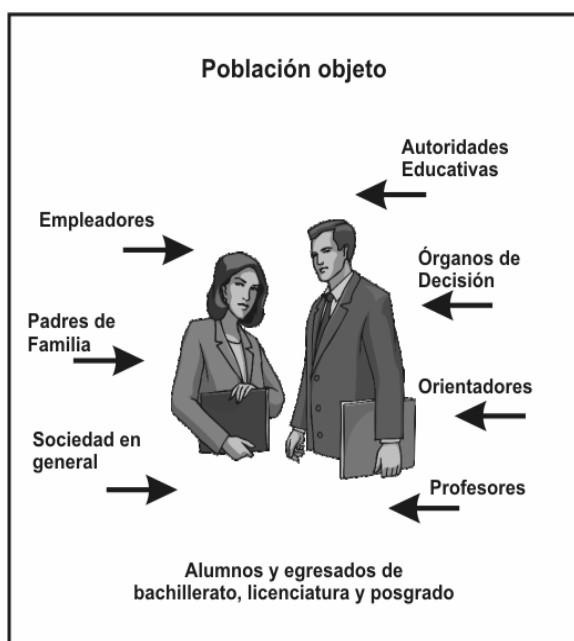 Población objeto
Autoridades
Educativas
Empleadores
Órganos de
Decisión
Padres de
Familia
Orientadores
Sociedad en
general
Profesores
Alumnos y egresados de
bachillerato, licenciatura y posgrado